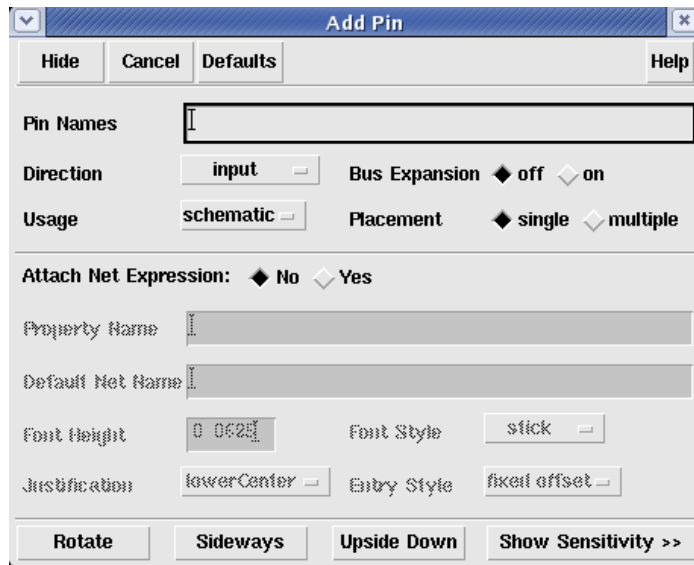 Add Pin
Hide Cancel Defaults Help
Pin Names
Direction input Bus Expansion off on
Usage schematic Placement single multiple
Attach Net Expression: No Yes
Property Name
Default Net Name
Font Height 0.0625 Font Style stick
Justification lowerCenter Entry Style fixed offset
Rotate Sideways Upside Down Show Sensitivity >>